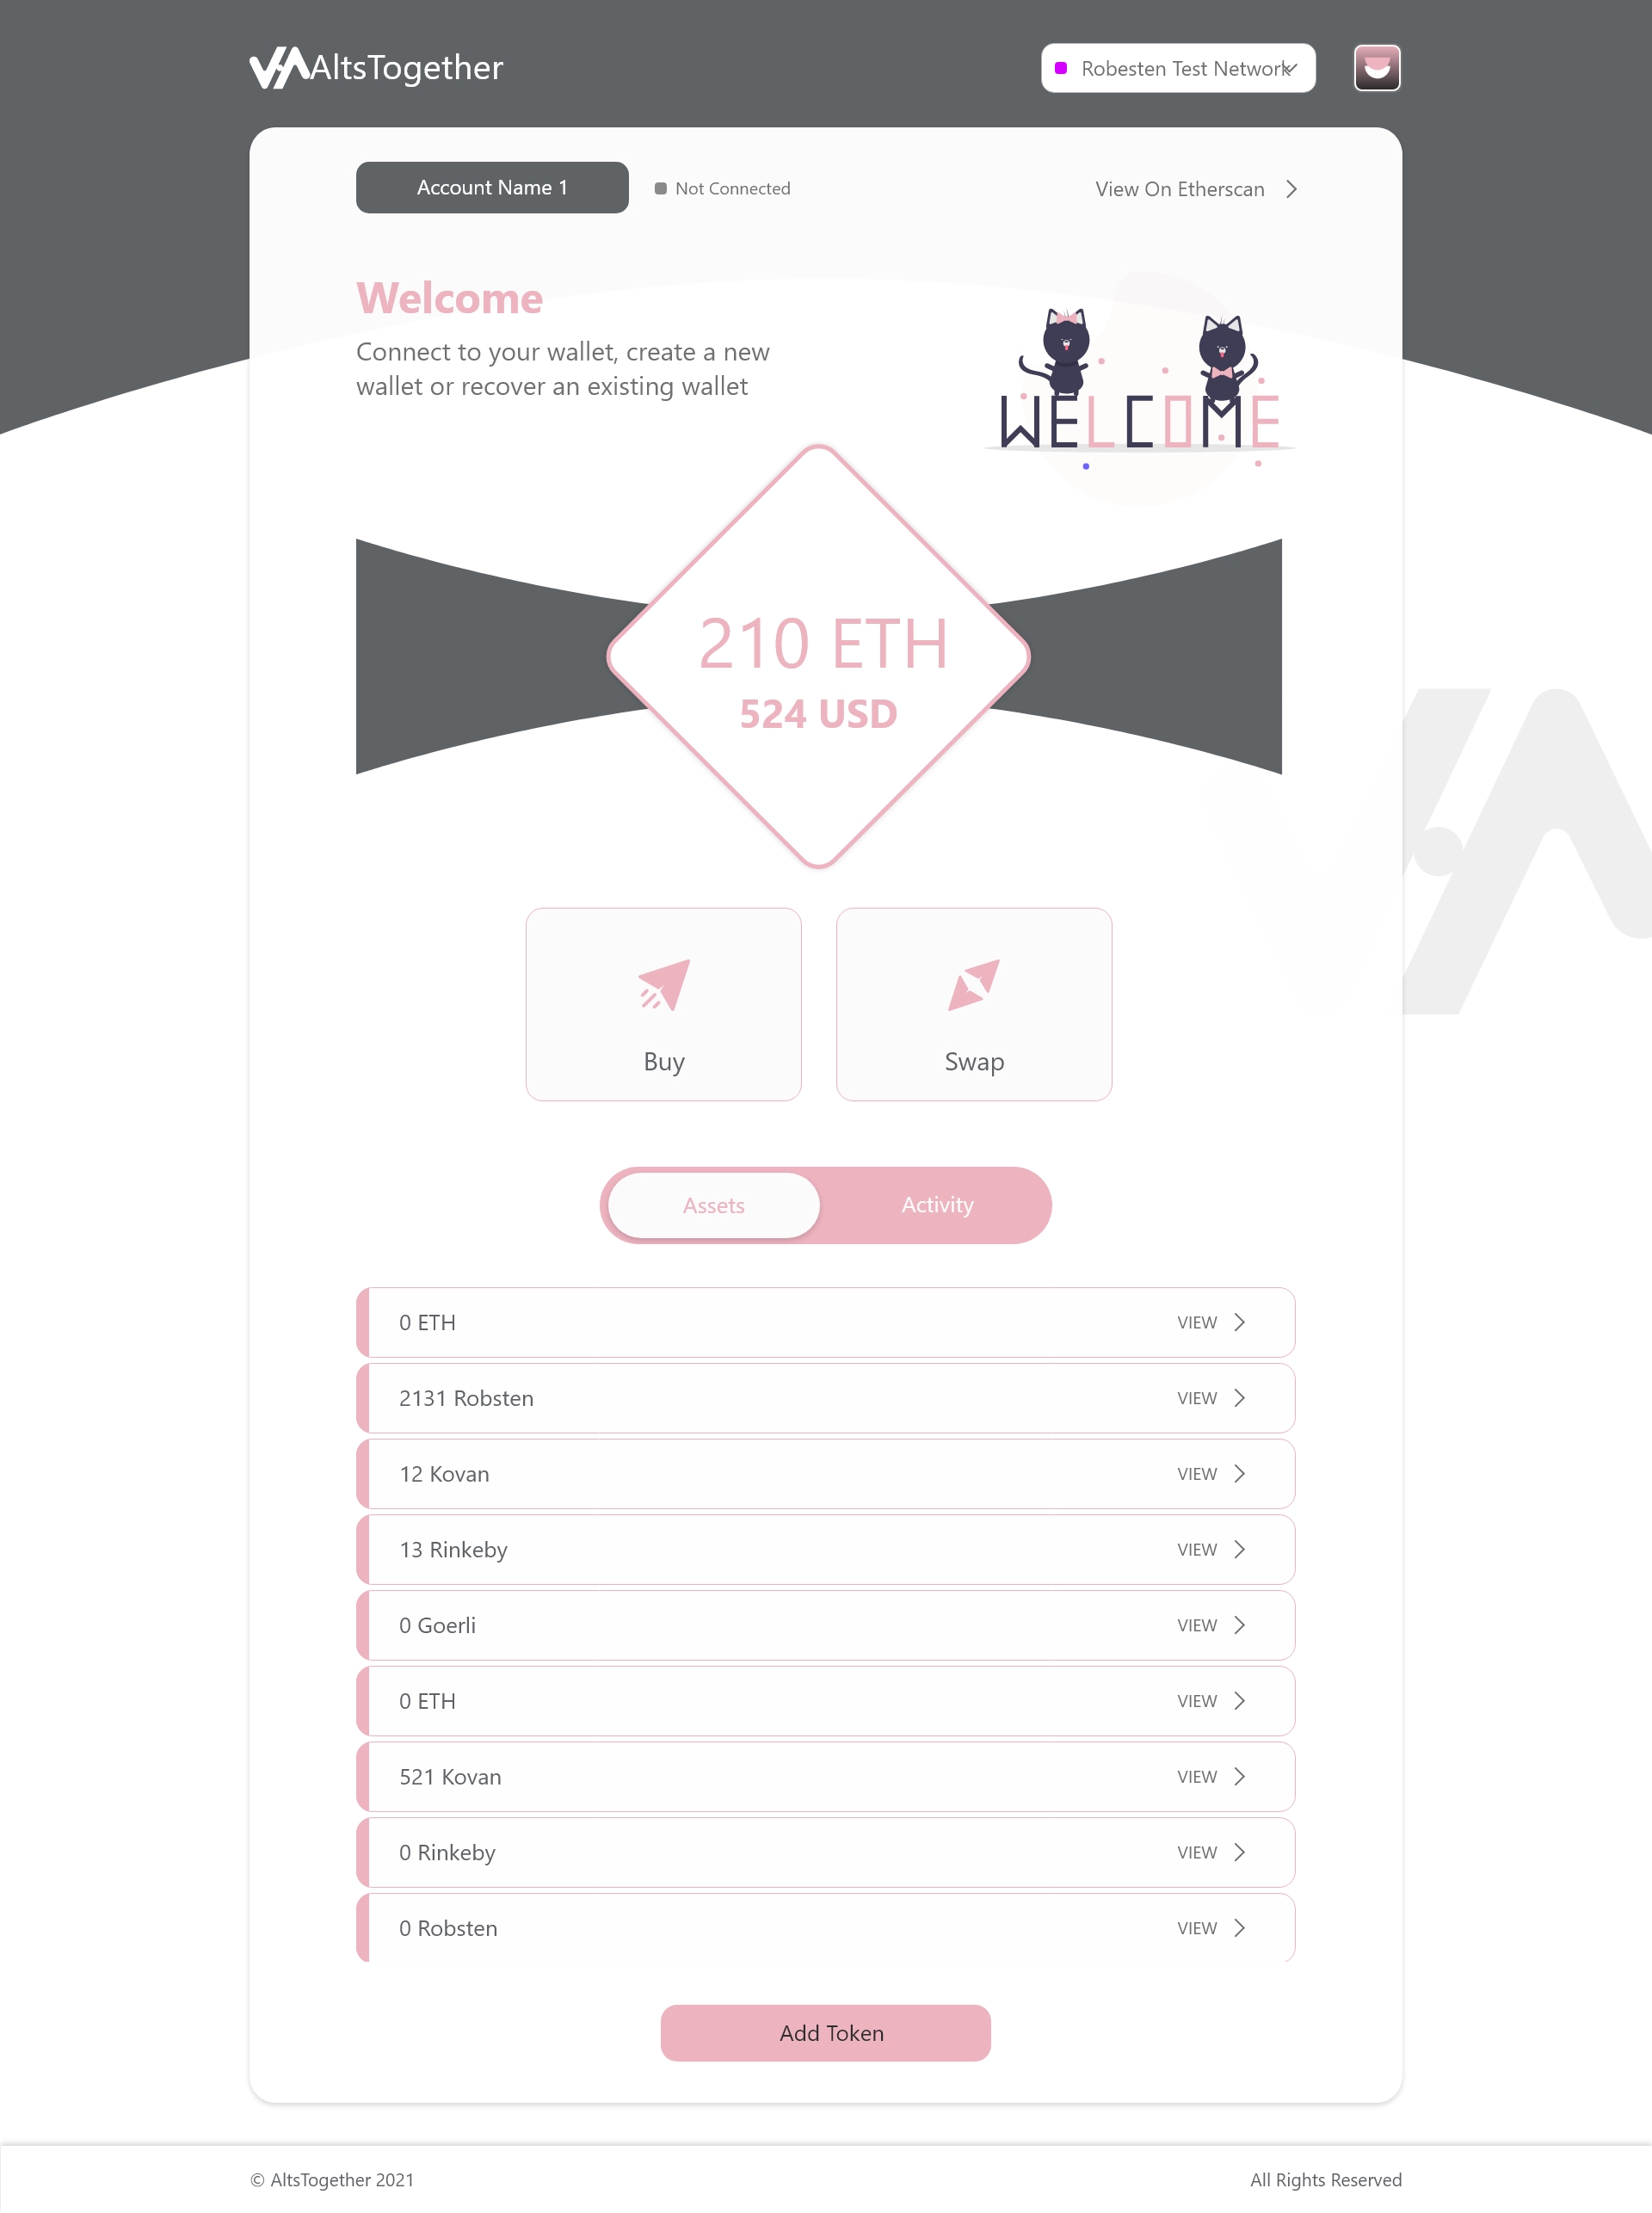 AltsTogether
Robesten Test Network
Account Name 1
Not Connected
View On Etherscan
Welcome
Connect to your wallet, create a new
wallet or recover an existing wallet
WELCOME
210 ETH
524 USD
Buy
Swap
Assets
Activity
0 ETH
VIEW
2131 Robsten
VIEW
12 Kovan
VIEW
13 Rinkeby
VIEW
0 Goerli
VIEW
0 ETH
VIEW
521 Kovan
VIEW
0 Rinkeby
VIEW
0 Robsten
VIEW
Add Token
© AltsTogether 2021
All Rights Reserved